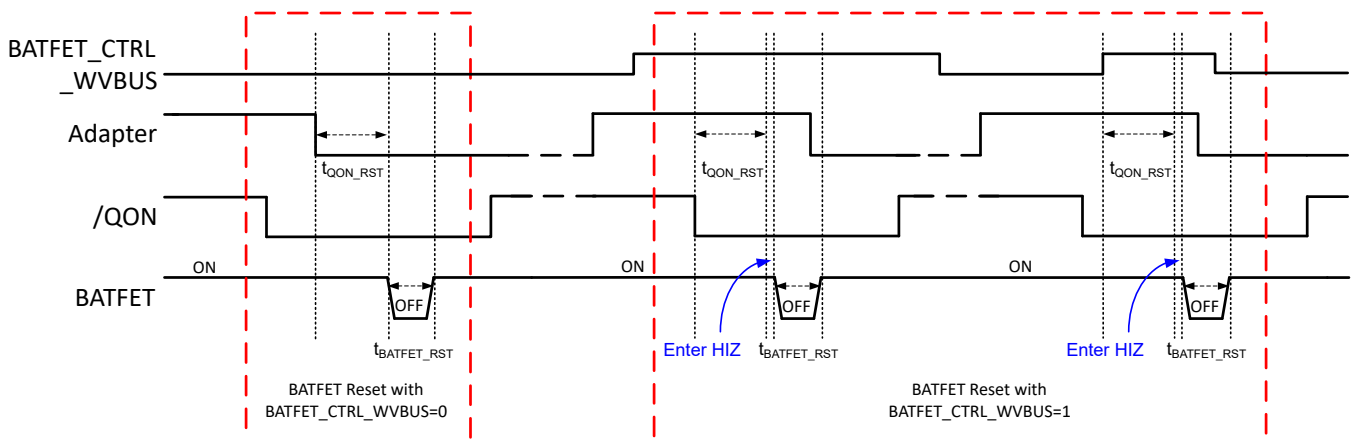 BATFET_CTRL
_WVBUS
Adapter
tQON_RST
tQON_RST
tQON_RST
/QON
ON
ON
ON
BATFET
OFF
OFF
OFF
tBATFET_RST
Enter HIZ
tBATFET_RST
Enter HIZ
tBATFET_RST
BATFET Reset with
BATFET_CTRL_WVBUS=0
BATFET Reset with
BATFET_CTRL_WVBUS=1